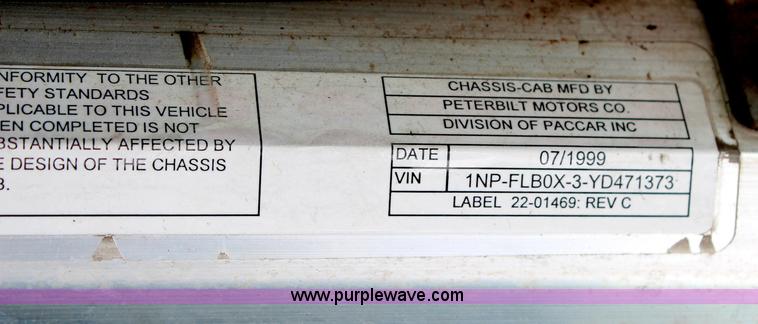 NFORMITY TO THE OTHER
FETY STANDARDS
PLICABLE TO THIS VEHICLE
EN COMPLETED IS NOT
BSTANTIALLY AFFECTED BY
E DESIGN OF THE CHASSIS
B.
CHASSIS-CAB MFD BY
PETERBILT MOTORS CO.
DIVISION OF PACCAR INC
DATE 07/1999
VIN 1NP-FLB0X-3-YD471373
LABEL 22-01469: REV C
www.purplewave.com